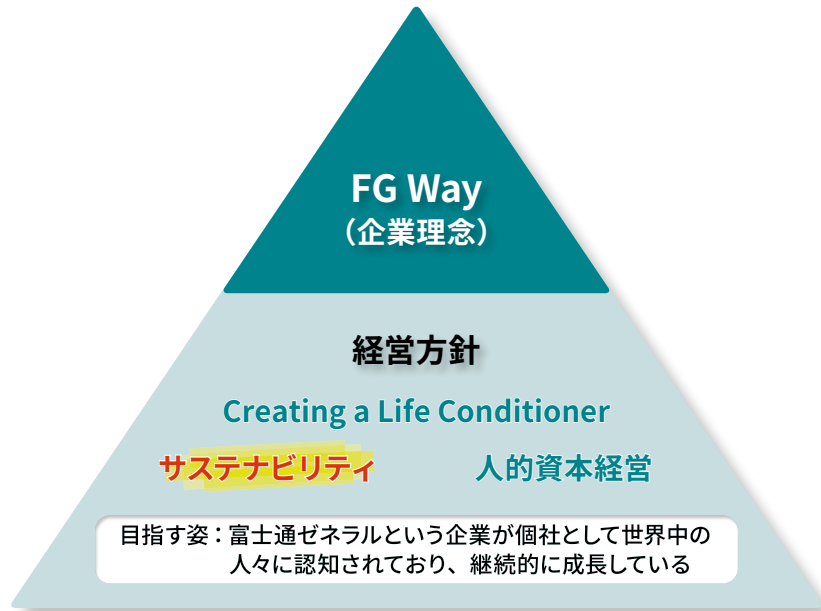 FG Way
（企業理念）
経営方針
Creating a Life Conditioner
サステナビリティ
人的資本経営
目指す姿：富士通ゼネラルという企業が個社として世界中の
人々に認知されており、継続的に成長している